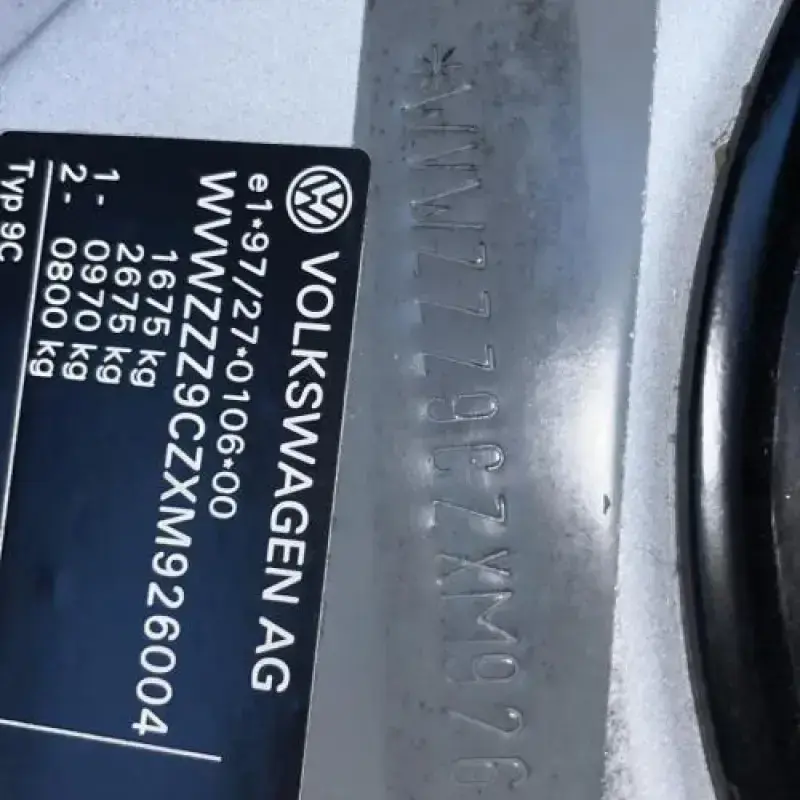 VOLKSWAGEN AG
e1*97/27*0106*00
WVWZZZ9CZXM926004
1675 kg
2675 kg
1- 0970 kg
2- 0800 kg
Typ 9C
*WVWZZZ9CZXM926